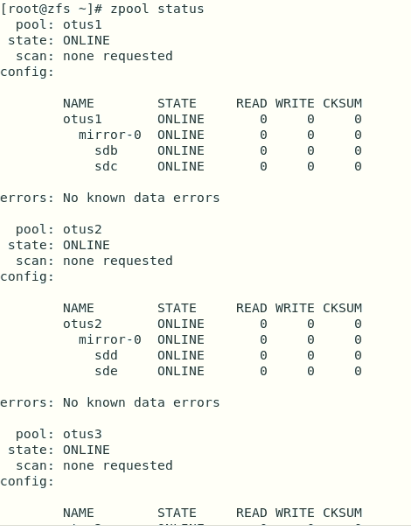 [root@zfs ~]# zpool status
  pool: otus1
 state: ONLINE
  scan: none requested
config:

        NAME        STATE     READ WRITE CKSUM
        otus1       ONLINE       0     0     0
          mirror-0  ONLINE       0     0     0
            sdb     ONLINE       0     0     0
            sdc     ONLINE       0     0     0

errors: No known data errors

  pool: otus2
 state: ONLINE
  scan: none requested
config:

        NAME        STATE     READ WRITE CKSUM
        otus2       ONLINE       0     0     0
          mirror-0  ONLINE       0     0     0
            sdd     ONLINE       0     0     0
            sde     ONLINE       0     0     0

errors: No known data errors

  pool: otus3
 state: ONLINE
  scan: none requested
config:

        NAME        STATE     READ WRITE CKSUM